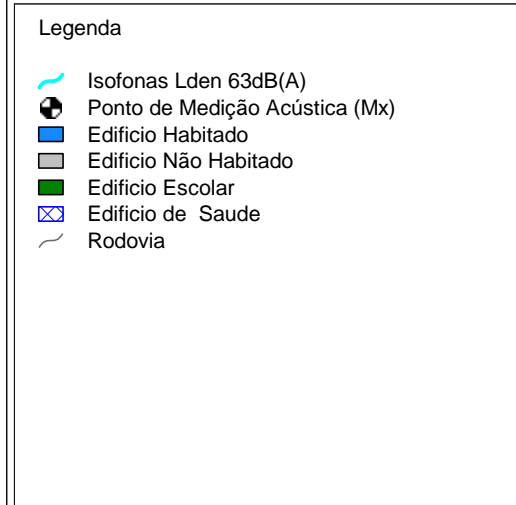 Legenda
Isofonas Lden 63dB(A)
Ponto de Medição Acústica (Mx)
Edificio Habitado
Edificio Não Habitado
Edificio Escolar
Edificio de Saude
Rodovia